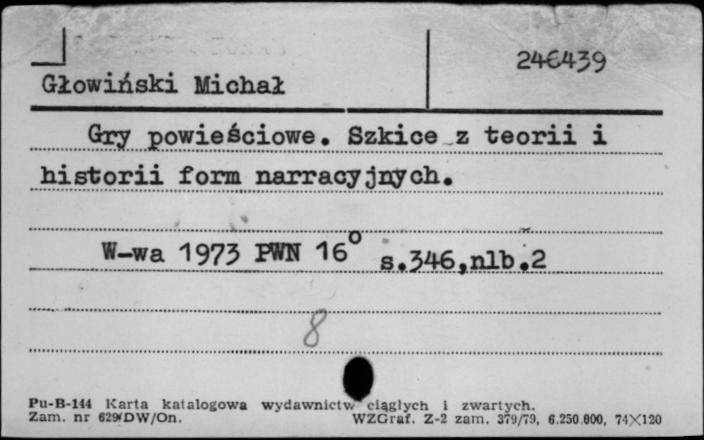 246439
Głowiński Michał
Gry powieściowe. Szkice z teorii i
historii form narracyjnych.
W-wa 1973 PWN 16° s.346,nlb.2
8
Pu-B-144 Karta katalogowa wydawnictw ciągłych i zwartych.
Zam. nr 629/DW/On. WZGraf. Z-2 zam. 379/79, 6.250.000, 74X120